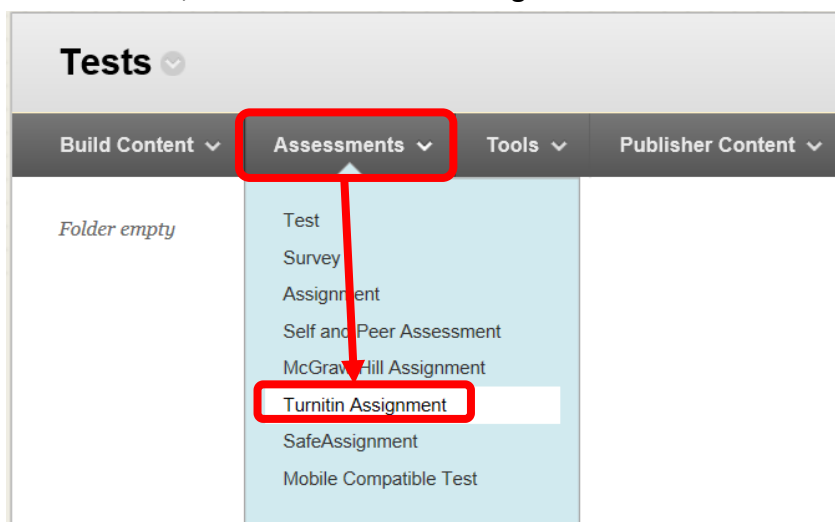 Tests
Build Content Assessments Tools Publisher Content
Folder empty
Test
Survey
Assignment
Self and Peer Assessment
McGraw Hill Assignment
Turnitin Assignment
SafeAssignment
Mobile Compatible Test